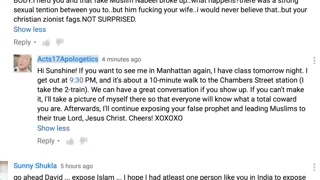 BODY.I herd you and that fake Muslim Nabeel broke up..what happened!there was a strong
sexual tention between you to..but him fucking your wife..i would never believe that..but your
christian zionist fags.NOT SURPRISED.
Show less
Reply
Acts17Apologetics 4 minutes ago
Hi Sunshine! If you want to see me in Manhattan again, I have class tomorrow night. I
get out at 9:30 PM, and it's about a 10-minute walk to the Chambers Street station (I
take the 2-train). We can have a great conversation if you show up. If you can't make
it, I'll take a picture of myself there so that everyone will know what a total coward
you are. Afterwards, I'll continue exposing your false prophet and leading Muslims to
their true Lord, Jesus Christ. Cheers! XOXOXO
Show less
Reply
Sunny Shukla 5 hours ago
go ahead David ... expose Islam ... I hope I had atleast one person like you in India to expose